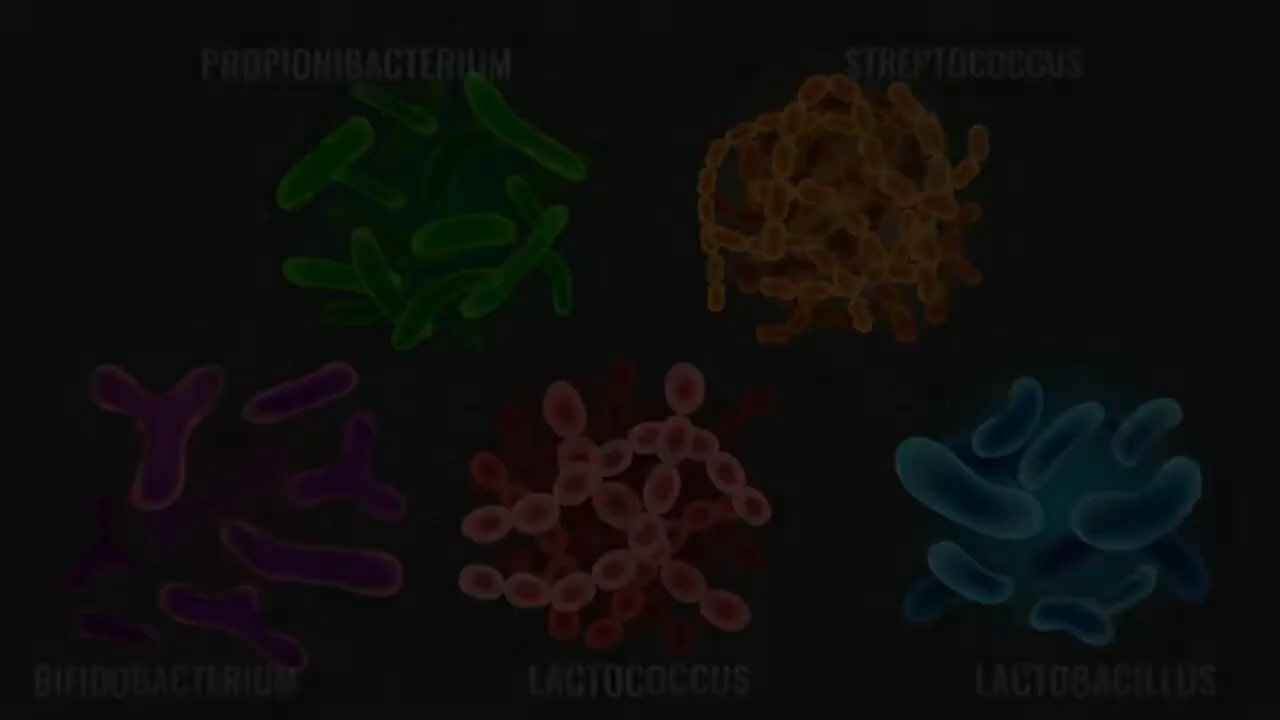 PROPIONIBACTERIUM
STREPTOCOCCUS
BIFIDOBACTERIUM
LACTOCOCCUS
LACTOBACILLUS